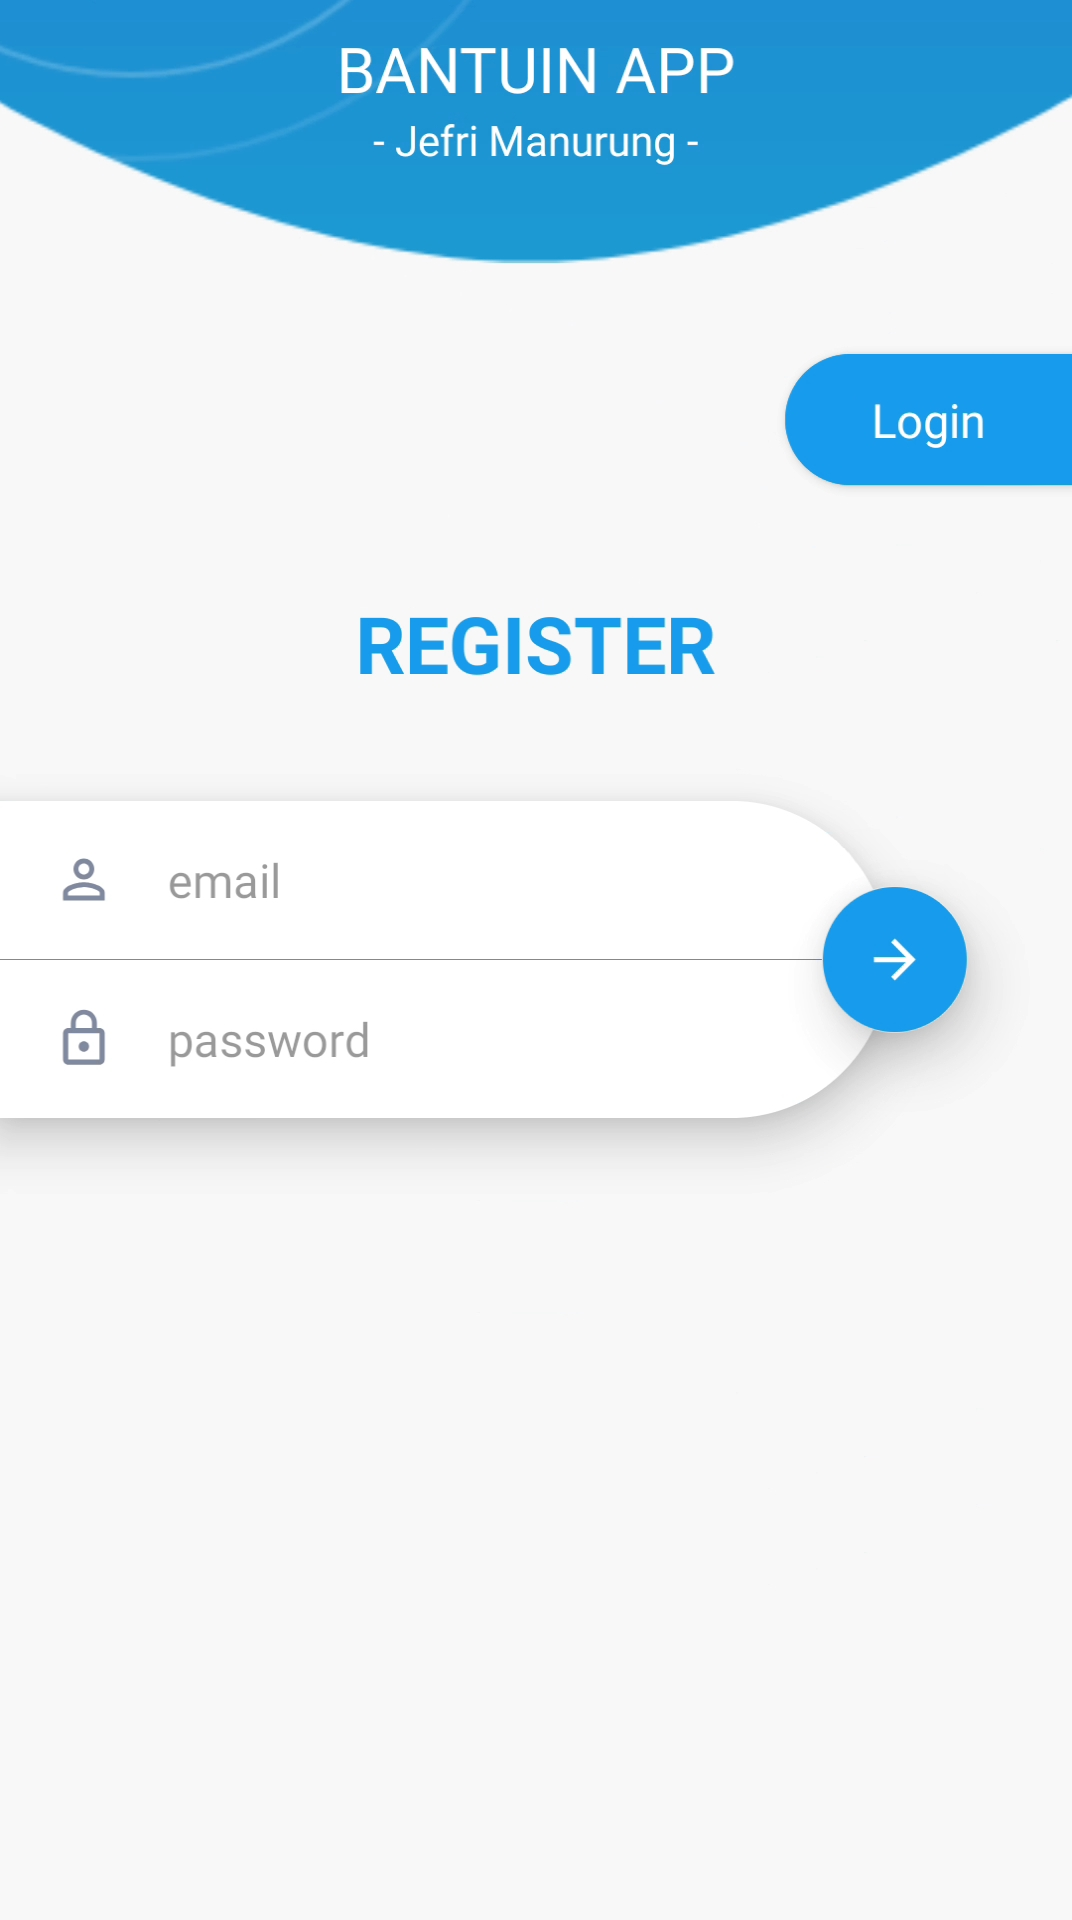 BANTUIN APP
- Jefri Manurung -
Login
REGISTER
email
password